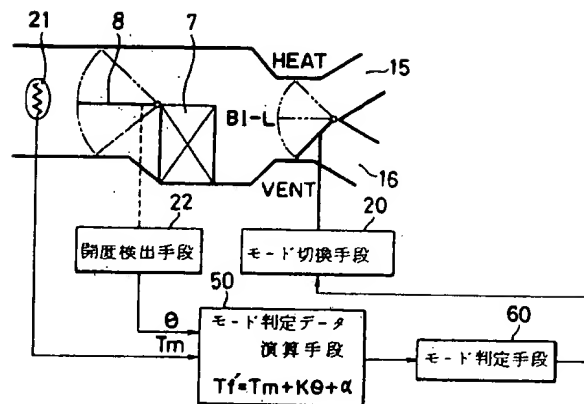 21
8
7
HEAT
15
BI-L
16
VENT
22
20
開度検出手段
モード切換手段
50
θ
Tm
モード判定データ
演算手段
Tf'=Tm+Kθ+α
60
モード判定手段